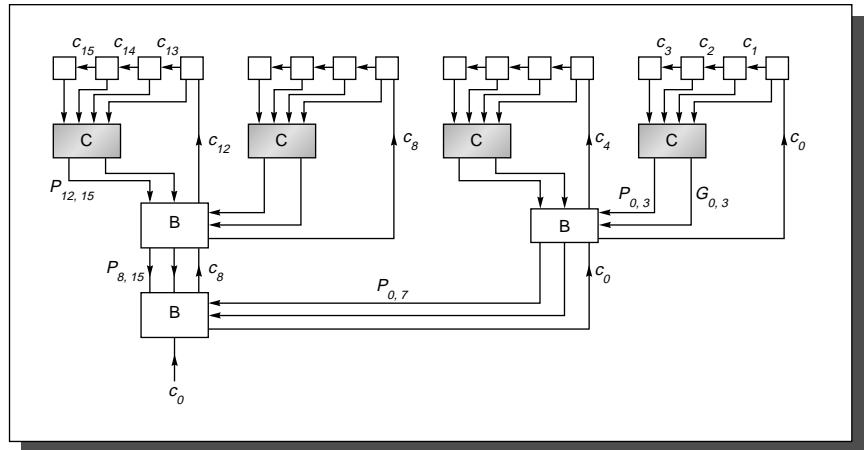 c15 c14 c13 c3 c2 c1
C C C C
c12 c8 c4 c0
P12, 15 P0, 3 G0, 3
B B
P8, 15 c8 P0, 7 c0
B
c0